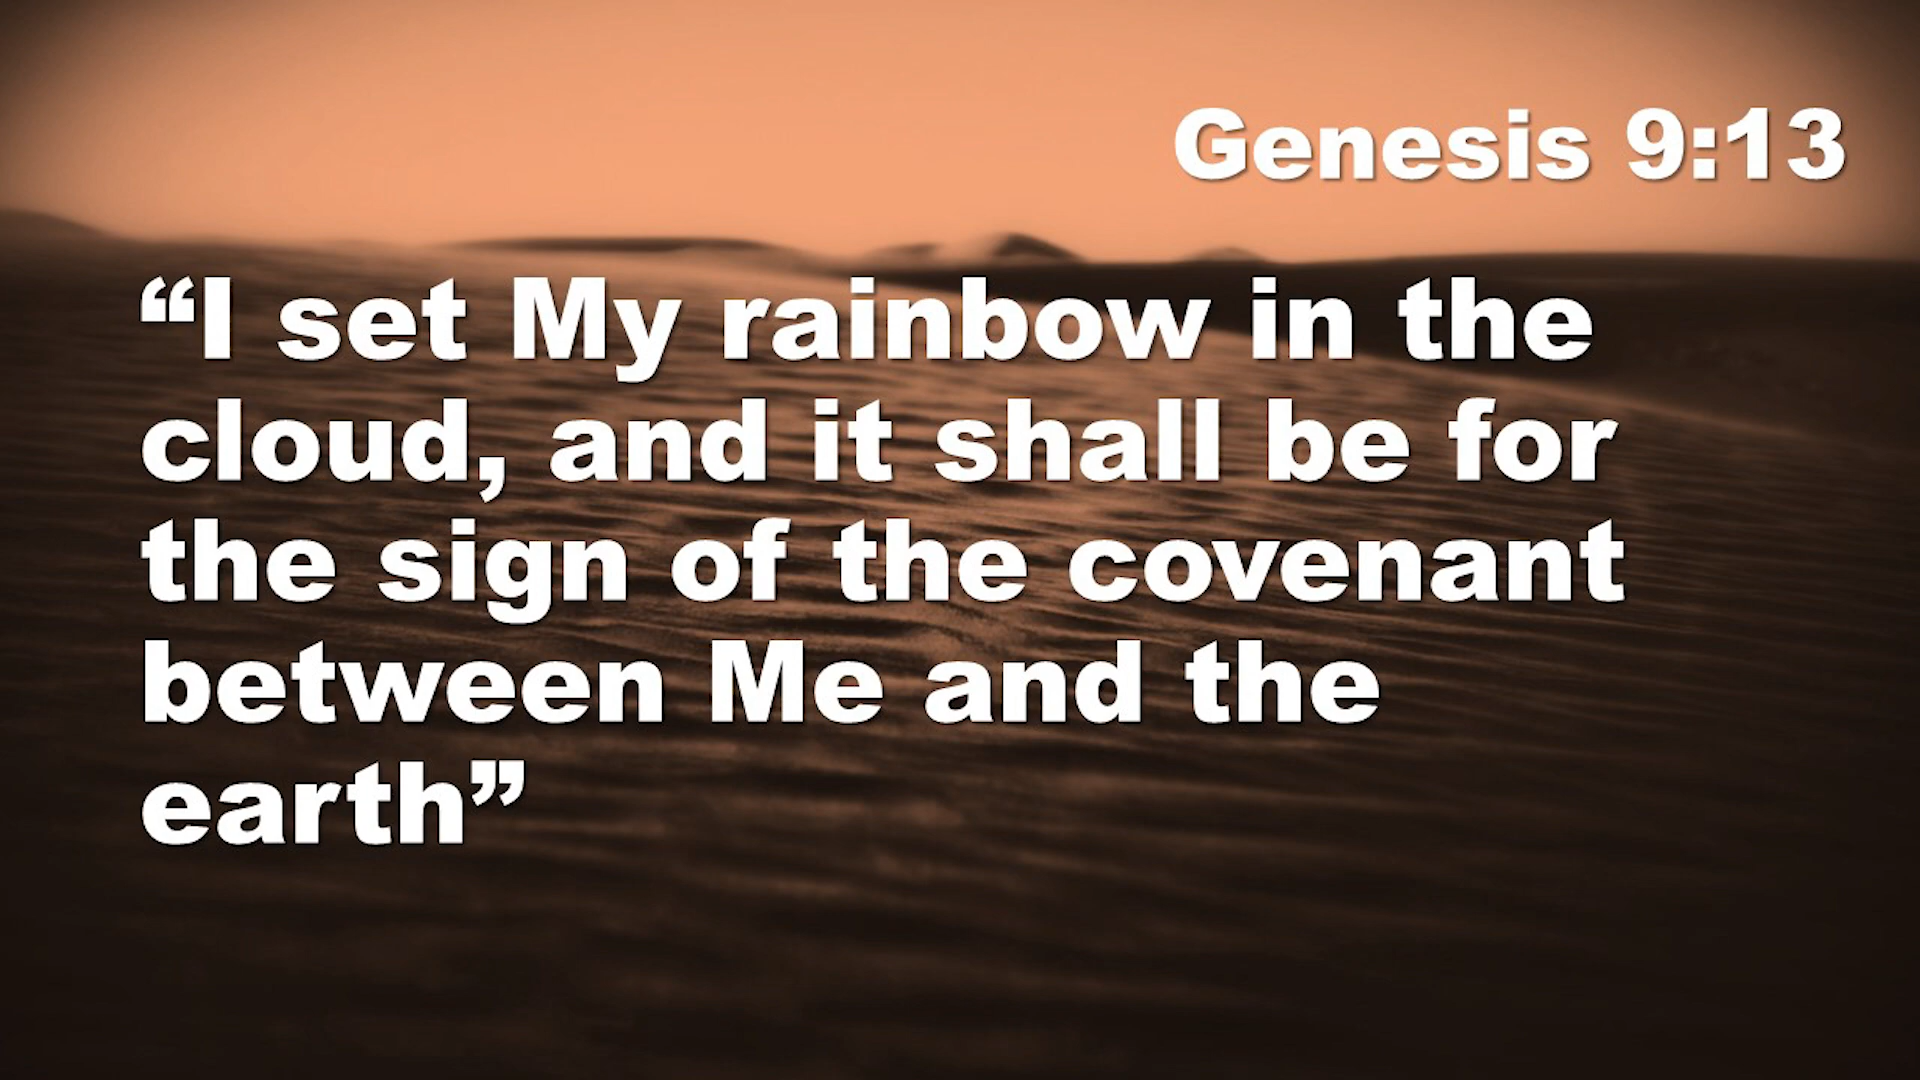 Genesis 9:13
“I set My rainbow in the
cloud, and it shall be for
the sign of the covenant
between Me and the
earth”